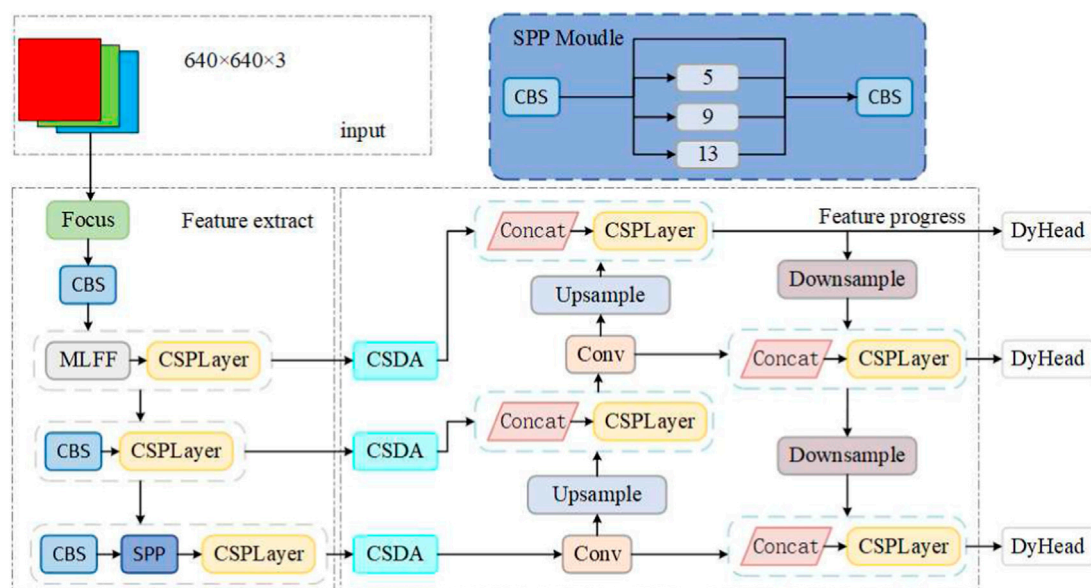 640×640×3
input
SPP Moudle
CBS
5
9
13
CBS
Feature extract
Focus
CBS
MLFF
CSPLayer
CBS
CSPLayer
CBS
SPP
CSPLayer
Feature progress
CSDA
CSDA
CSDA
Concat
CSPLayer
Upsample
Conv
Concat
CSPLayer
Upsample
Conv
Downsample
Concat
CSPLayer
Downsample
Concat
CSPLayer
DyHead
DyHead
DyHead